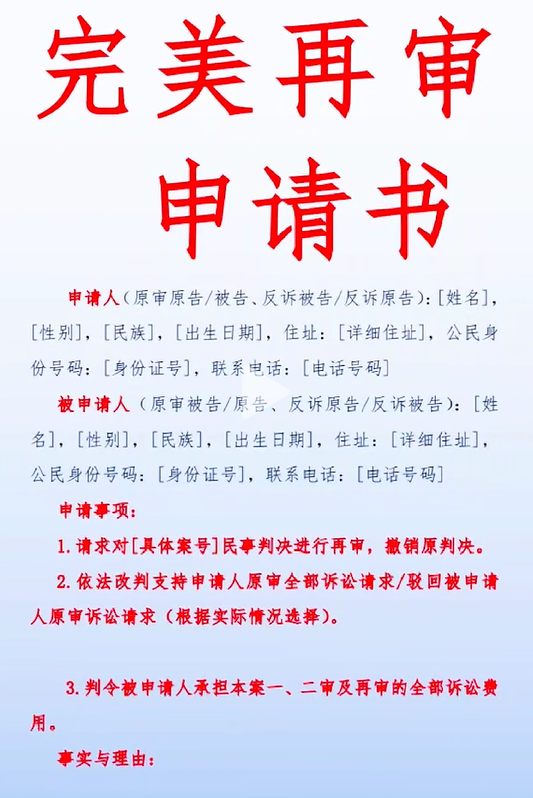 完美再审
申请书
申请人（原审原告/被告、反诉被告/反诉原告）：[姓名]，
[性别]，[民族]，[出生日期]，住址：[详细住址]，公民身
份号码：[身份证号]，联系电话：[电话号码]
被申请人（原审被告/原告、反诉原告/反诉被告）：[姓
名]，[性别]，[民族]，[出生日期]，住址：[详细住址]，
公民身份号码：[身份证号]，联系电话：[电话号码]
申请事项：
1.请求对[具体案号]民事判决进行再审，撤销原判决。
2.依法改判支持申请人原审全部诉讼请求/驳回被申请
人原审诉讼请求（根据实际情况选择）。
3.判令被申请人承担本案一、二审及再审的全部诉讼费
用。
事实与理由：